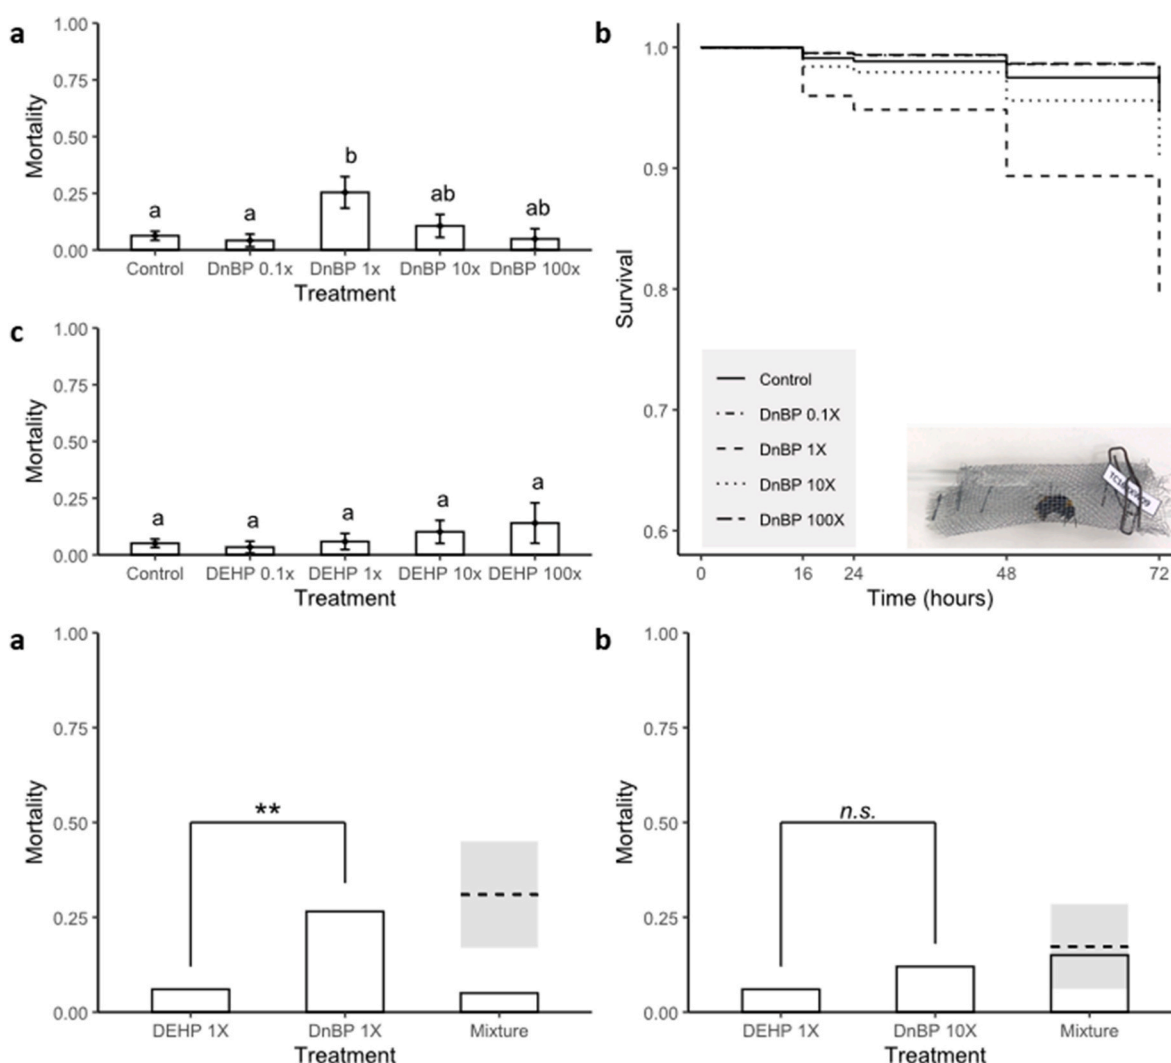 a
1.00
0.75
0.50
0.25
0.00
Mortality
a
a
b
ab
ab
Control
DnBP 0.1x
DnBP 1x
DnBP 10x
DnBP 100x
Treatment
b
1.0
0.9
0.8
0.7
0.6
Survival
Control
DnBP 0.1X
DnBP 1X
DnBP 10X
DnBP 100X
0
16
24
48
72
Time (hours)
c
1.00
0.75
0.50
0.25
0.00
Mortality
a
a
a
a
a
Control
DEHP 0.1x
DEHP 1x
DEHP 10x
DEHP 100x
Treatment
a
1.00
0.75
0.50
0.25
0.00
Mortality
**
DEHP 1X
DnBP 1X
Mixture
Treatment
b
1.00
0.75
0.50
0.25
0.00
Mortality
n.s.
DEHP 1X
DnBP 10X
Mixture
Treatment